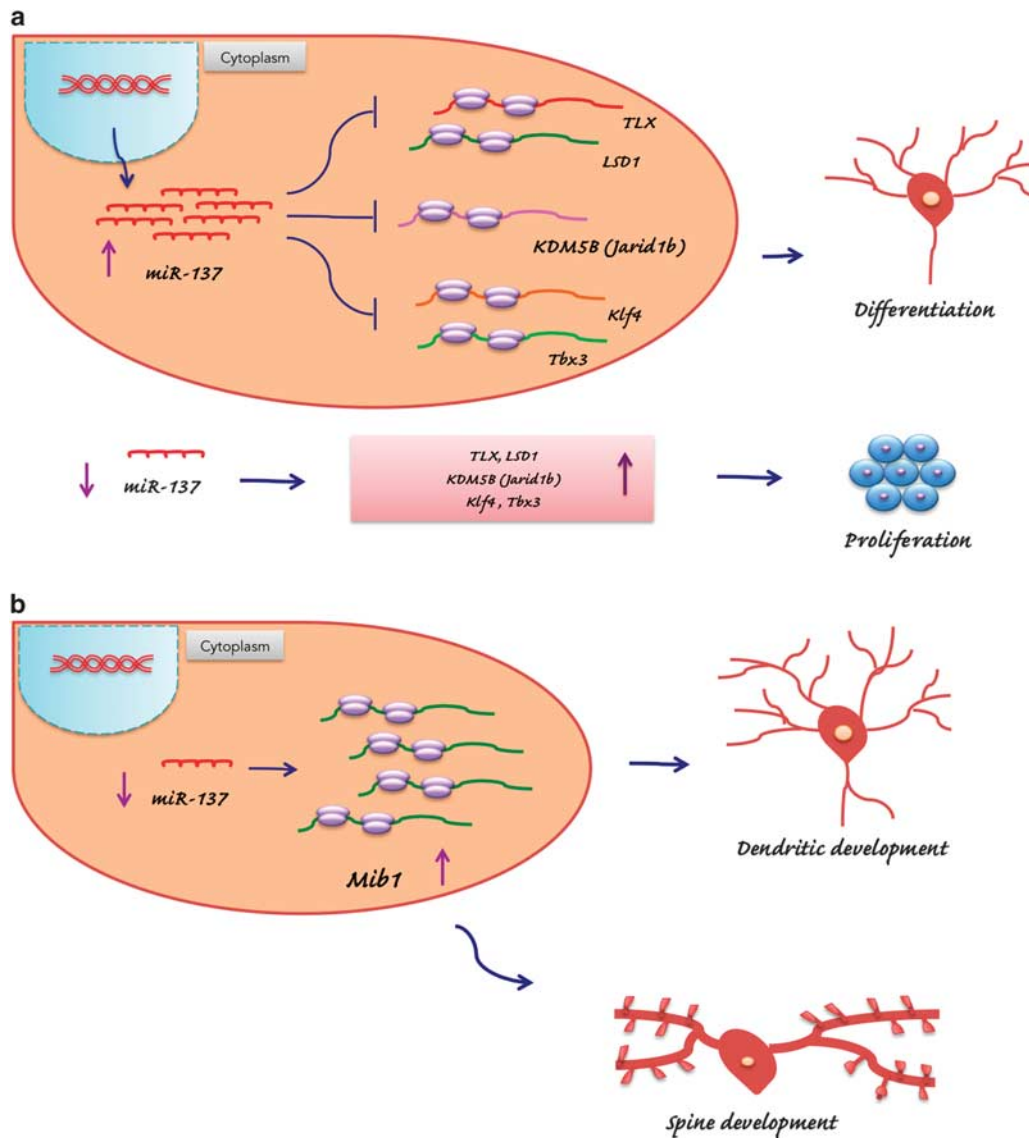 a
Cytoplasm
TLX
LSD1
miR-137
KDM5B (Jarid1b)
Klf4
Tbx3
Differentiation
miR-137
TLX, LSD1
KDM5B (Jarid1b)
Klf4 , Tbx3
Proliferation
b
Cytoplasm
miR-137
Mib1
Dendritic development
Spine development